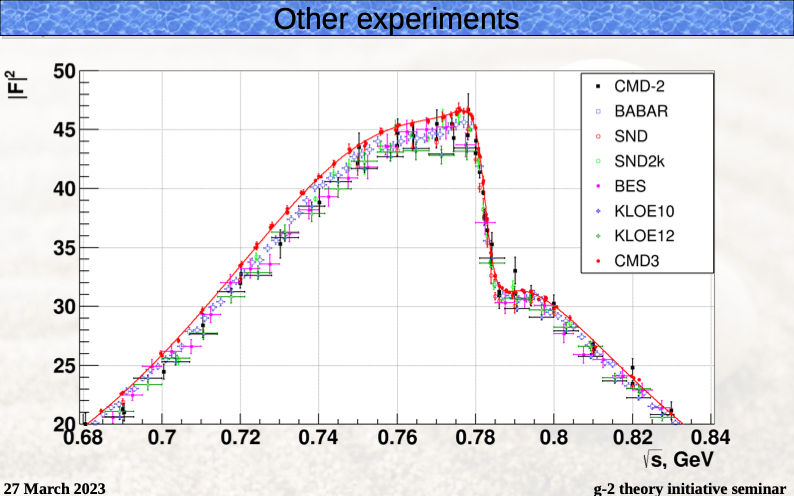 Other experiments
|F|²
50
45
40
35
30
25
20
CMD-2
BABAR
SND
SND2k
BES
KLOE10
KLOE12
CMD3
0.68 0.7 0.72 0.74 0.76 0.78 0.8 0.82 0.84
√s, GeV
27 March 2023 g-2 theory initiative seminar